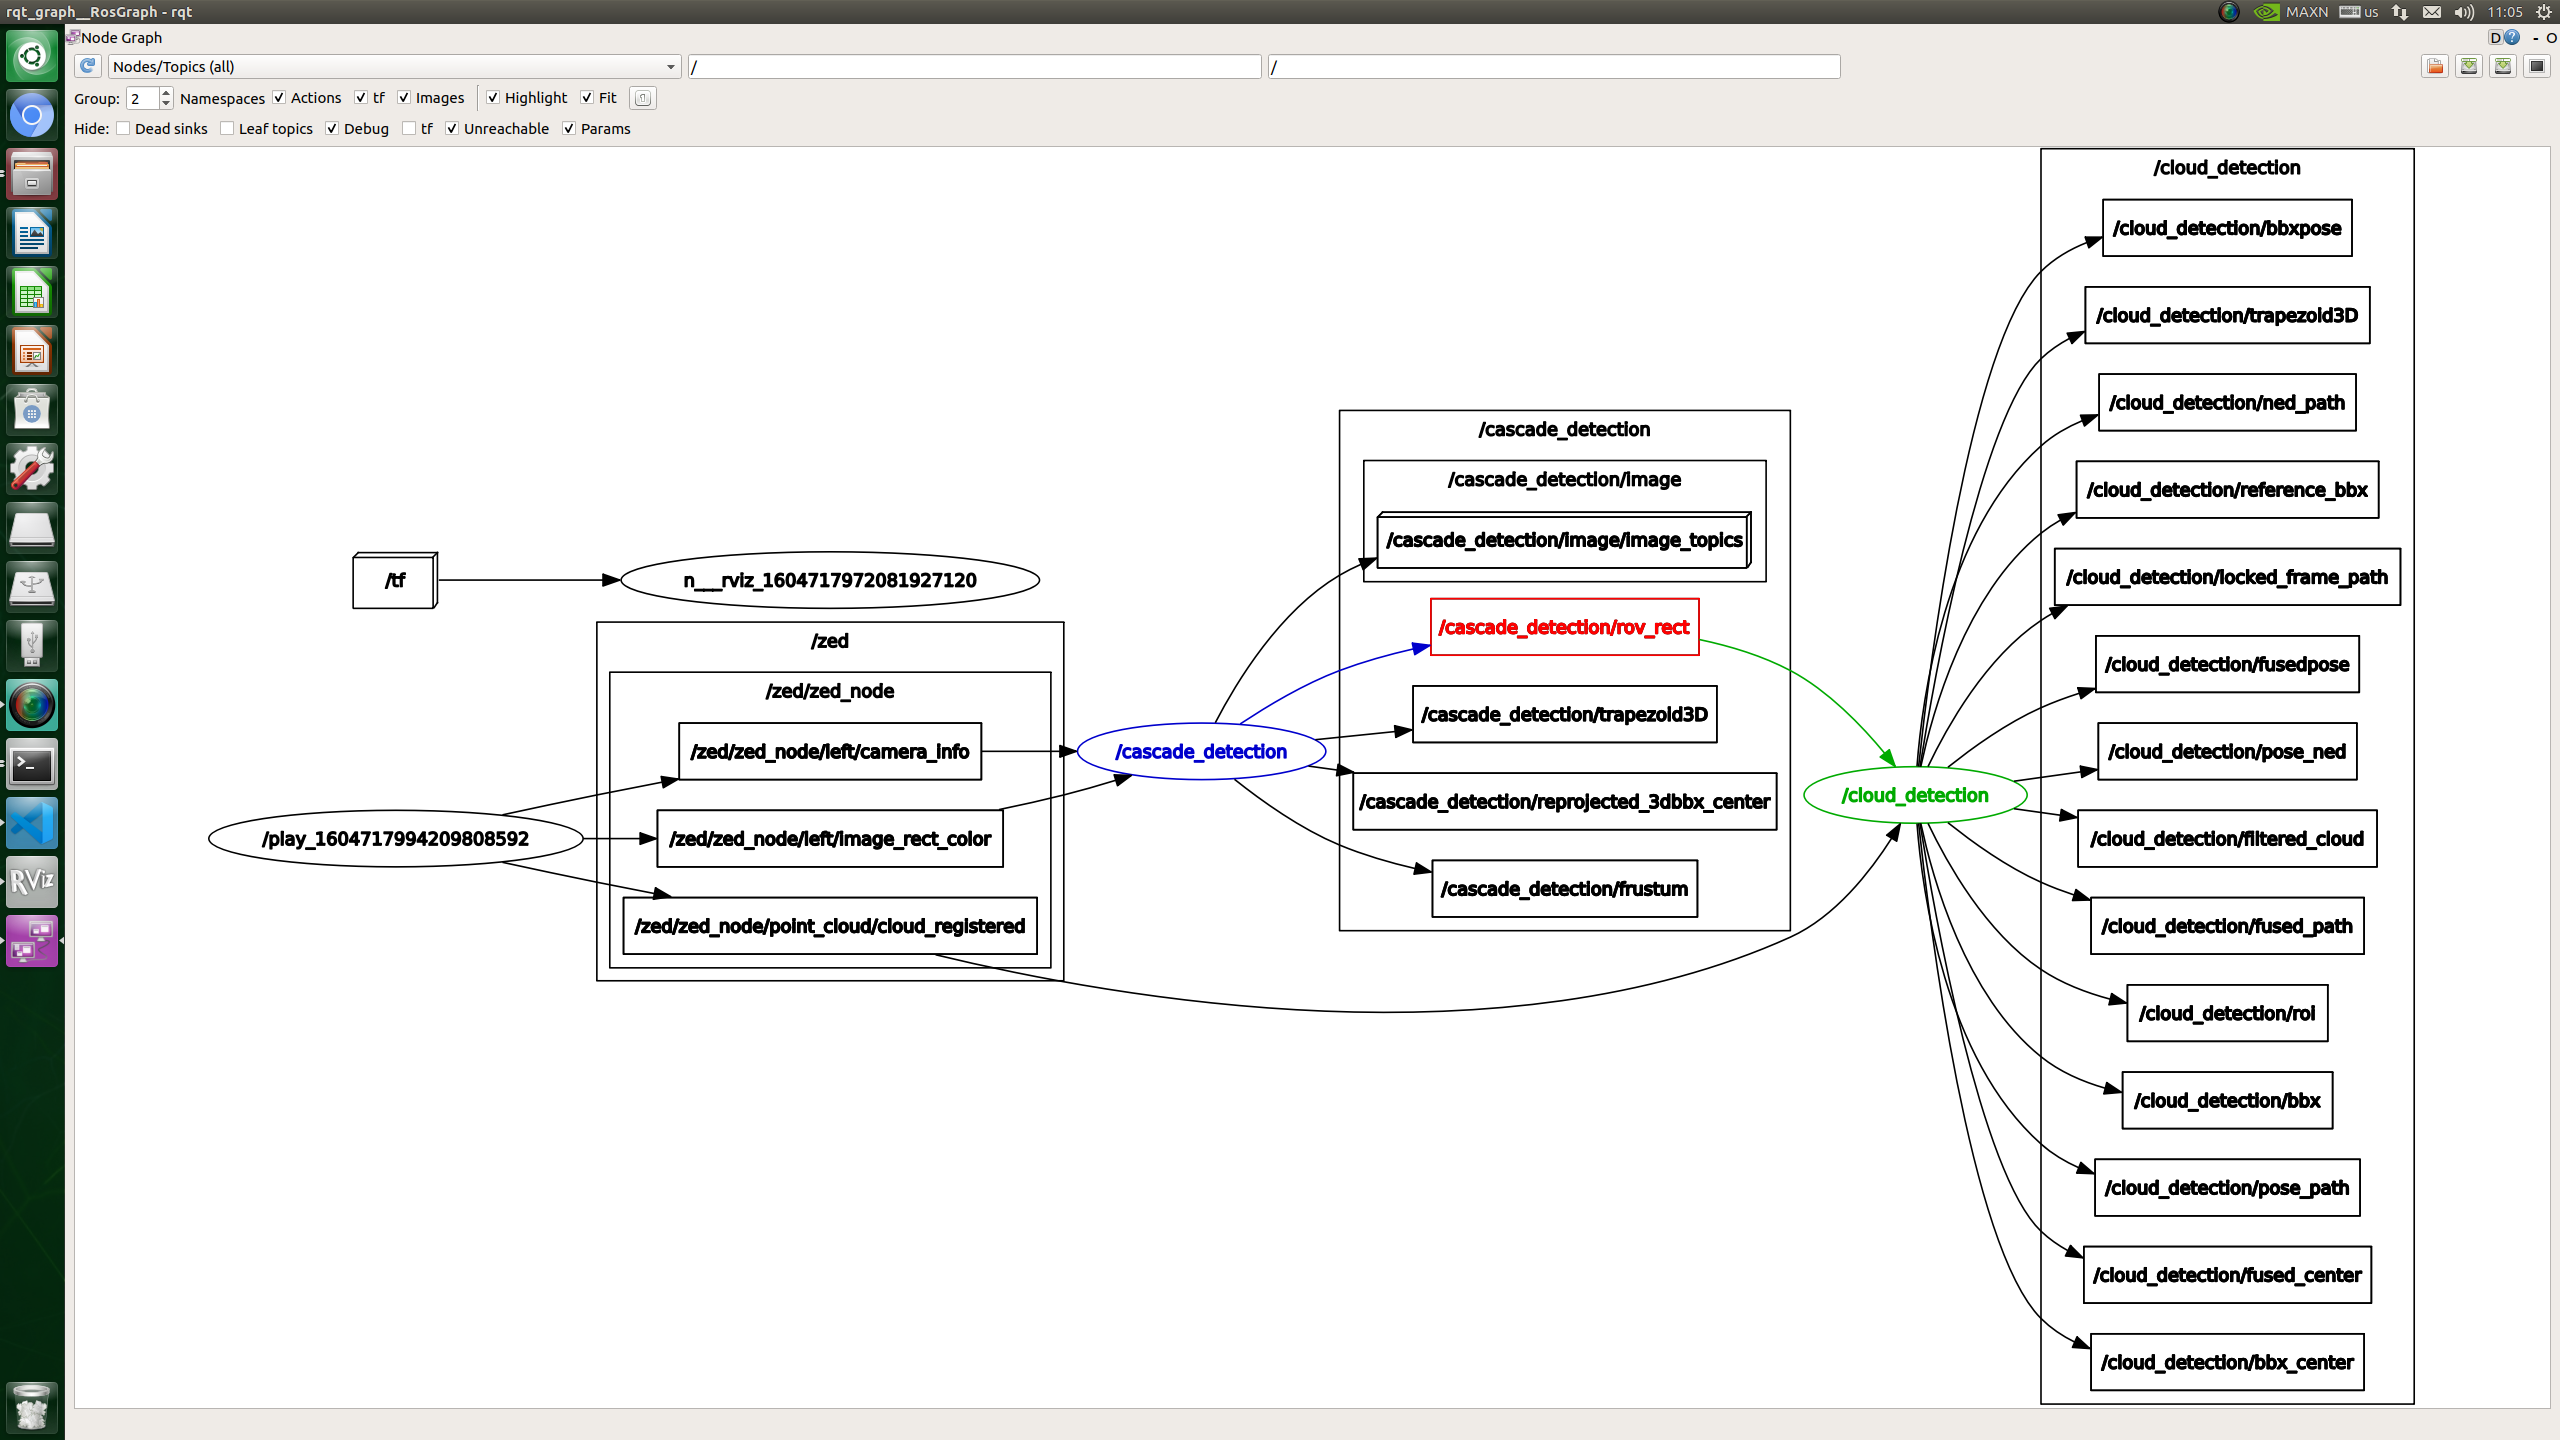 rqt_graph__RosGraph - rqt
MAXN us 11:05
Node Graph
D ? - O
Nodes/Topics (all) / /
Group: 2 Namespaces Actions tf Images Highlight Fit
Hide: Dead sinks Leaf topics Debug tf Unreachable Params
/tf
n___rviz_1604717972081927120
/play_1604717994209808592
/zed
/zed/zed_node
/zed/zed_node/left/camera_info
/zed/zed_node/left/image_rect_color
/zed/zed_node/point_cloud/cloud_registered
/cascade_detection
/cascade_detection
/cascade_detection/image
/cascade_detection/image/image_topics
/cascade_detection/rov_rect
/cascade_detection/trapezoid3D
/cascade_detection/reprojected_3dbbx_center
/cascade_detection/frustum
/cloud_detection
/cloud_detection
/cloud_detection/bbxpose
/cloud_detection/trapezoid3D
/cloud_detection/ned_path
/cloud_detection/reference_bbx
/cloud_detection/locked_frame_path
/cloud_detection/fusedpose
/cloud_detection/pose_ned
/cloud_detection/filtered_cloud
/cloud_detection/fused_path
/cloud_detection/roi
/cloud_detection/bbx
/cloud_detection/pose_path
/cloud_detection/fused_center
/cloud_detection/bbx_center
RViz